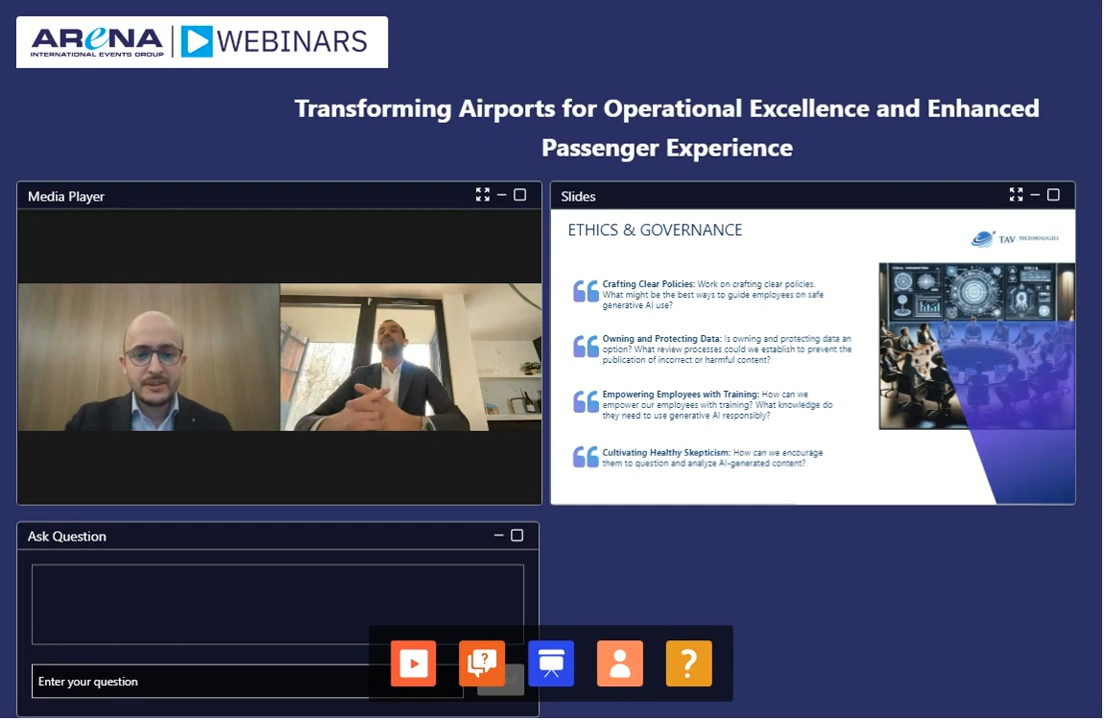 ARENA
INTERNATIONAL EVENTS GROUP
WEBINARS
Transforming Airports for Operational Excellence and Enhanced
Passenger Experience
Media Player
Slides
ETHICS & GOVERNANCE
TAV TECHNOLOGIES
Crafting Clear Policies: Work on crafting clear policies.
What might be the best ways to guide employees on safe
generative AI use?
Owning and Protecting Data: Is owning and protecting data an
option? What review processes could we establish to prevent the
publication of incorrect or harmful content?
Empowering Employees with Training: How can we
empower our employees with training? What knowledge do
they need to use generative AI responsibly?
Cultivating Healthy Skepticism: How can we encourage
them to question and analyze AI-generated content?
Ask Question
Enter your question